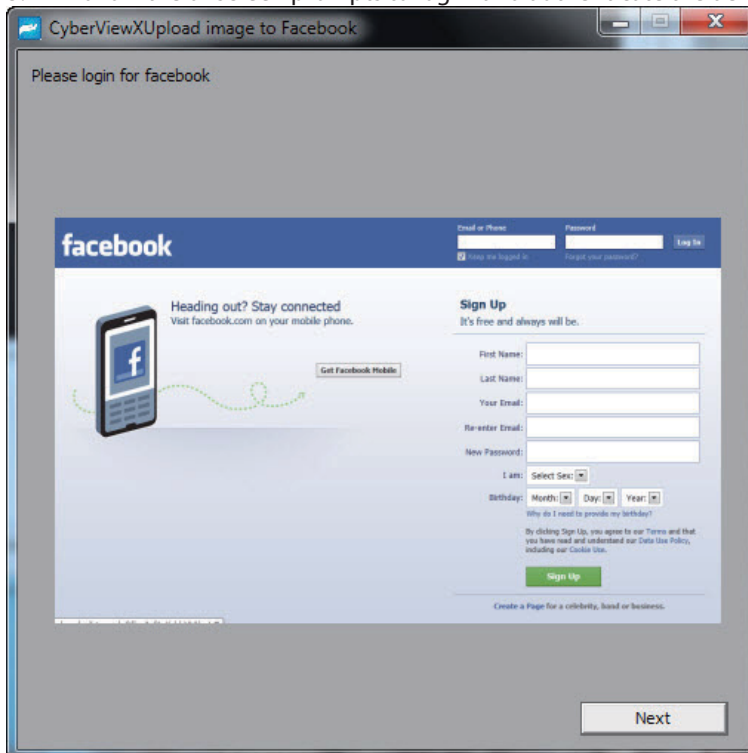 CyberViewXUpload image to Facebook
Please login for facebook
facebook
Email or Phone
Password
Log In
Keep me logged in
Forgot your password?
Heading out? Stay connected
Visit facebook.com on your mobile phone.
Get Facebook Mobile
Sign Up
It's free and always will be.
First Name:
Last Name:
Your Email:
Re-enter Email:
New Password:
I am: Select Sex:
Birthday: Month: Day: Year:
Why do I need to provide my birthday?
By clicking Sign Up, you agree to our Terms and that
you have read and understand our Data Use Policy,
including our Cookie Use.
Sign Up
Create a Page for a celebrity, band or business.
Next